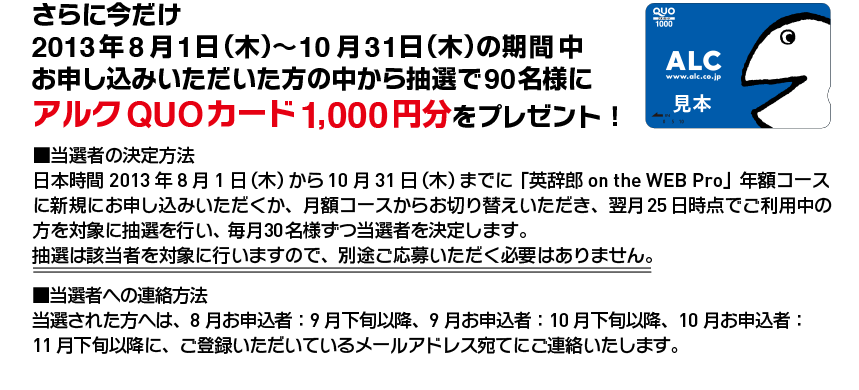 さらに今だけ
2013年8月1日（木）～10月31日（木）の期間中
お申し込みいただいた方の中から抽選で90名様に
アルクQUOカード1,000円分をプレゼント！
QUO
1000
ALC
www.alc.co.jp
見本
■当選者の決定方法
日本時間2013年8月1日（木）から10月31日（木）までに「英辞郎 on the WEB Pro」年額コース
に新規にお申し込みいただくか、月額コースからお切り替えいただき、翌月25日時点でご利用中の
方を対象に抽選を行い、毎月30名様ずつ当選者を決定します。
抽選は該当者を対象に行いますので、別途ご応募いただく必要はありません。
■当選者への連絡方法
当選された方へは、8月お申込者：9月下旬以降、9月お申込者：10月下旬以降、10月お申込者：
11月下旬以降に、ご登録いただいているメールアドレス宛てにご連絡いたします。